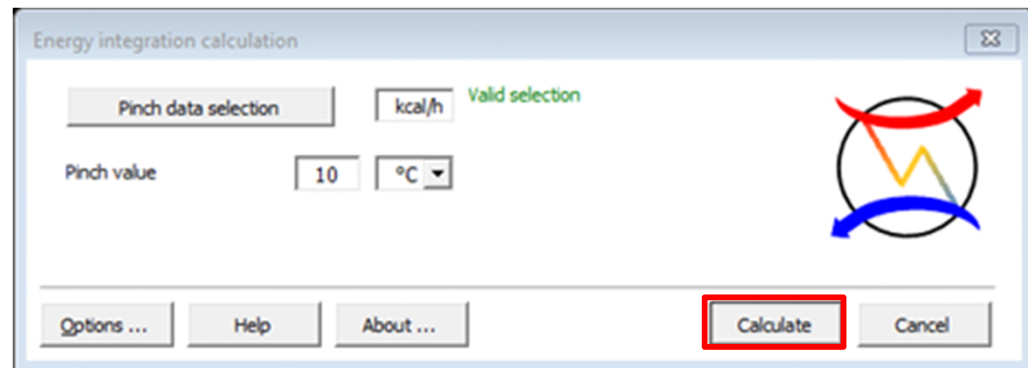 Energy integration calculation
Pinch data selection kcal/h Valid selection
Pinch value 10 °C
Options ... Help About ... Calculate Cancel